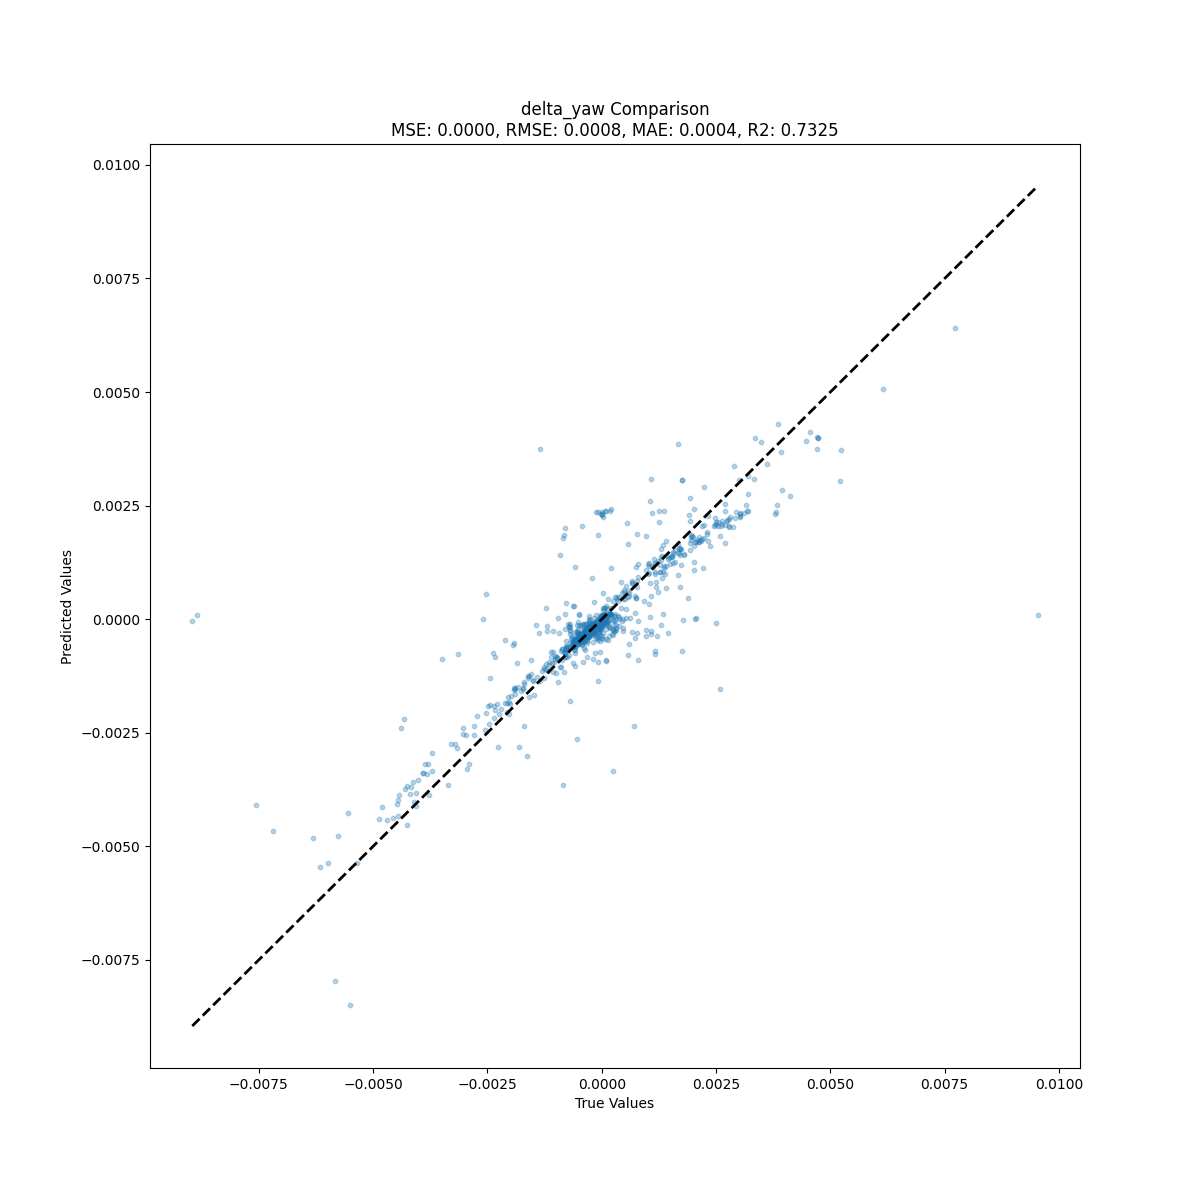 delta_yaw Comparison
MSE: 0.0000, RMSE: 0.0008, MAE: 0.0004, R2: 0.7325
0.0100
0.0075
0.0050
0.0025
0.0000
−0.0025
−0.0050
−0.0075
Predicted Values
−0.0075 −0.0050 −0.0025 0.0000 0.0025 0.0050 0.0075 0.0100
True Values